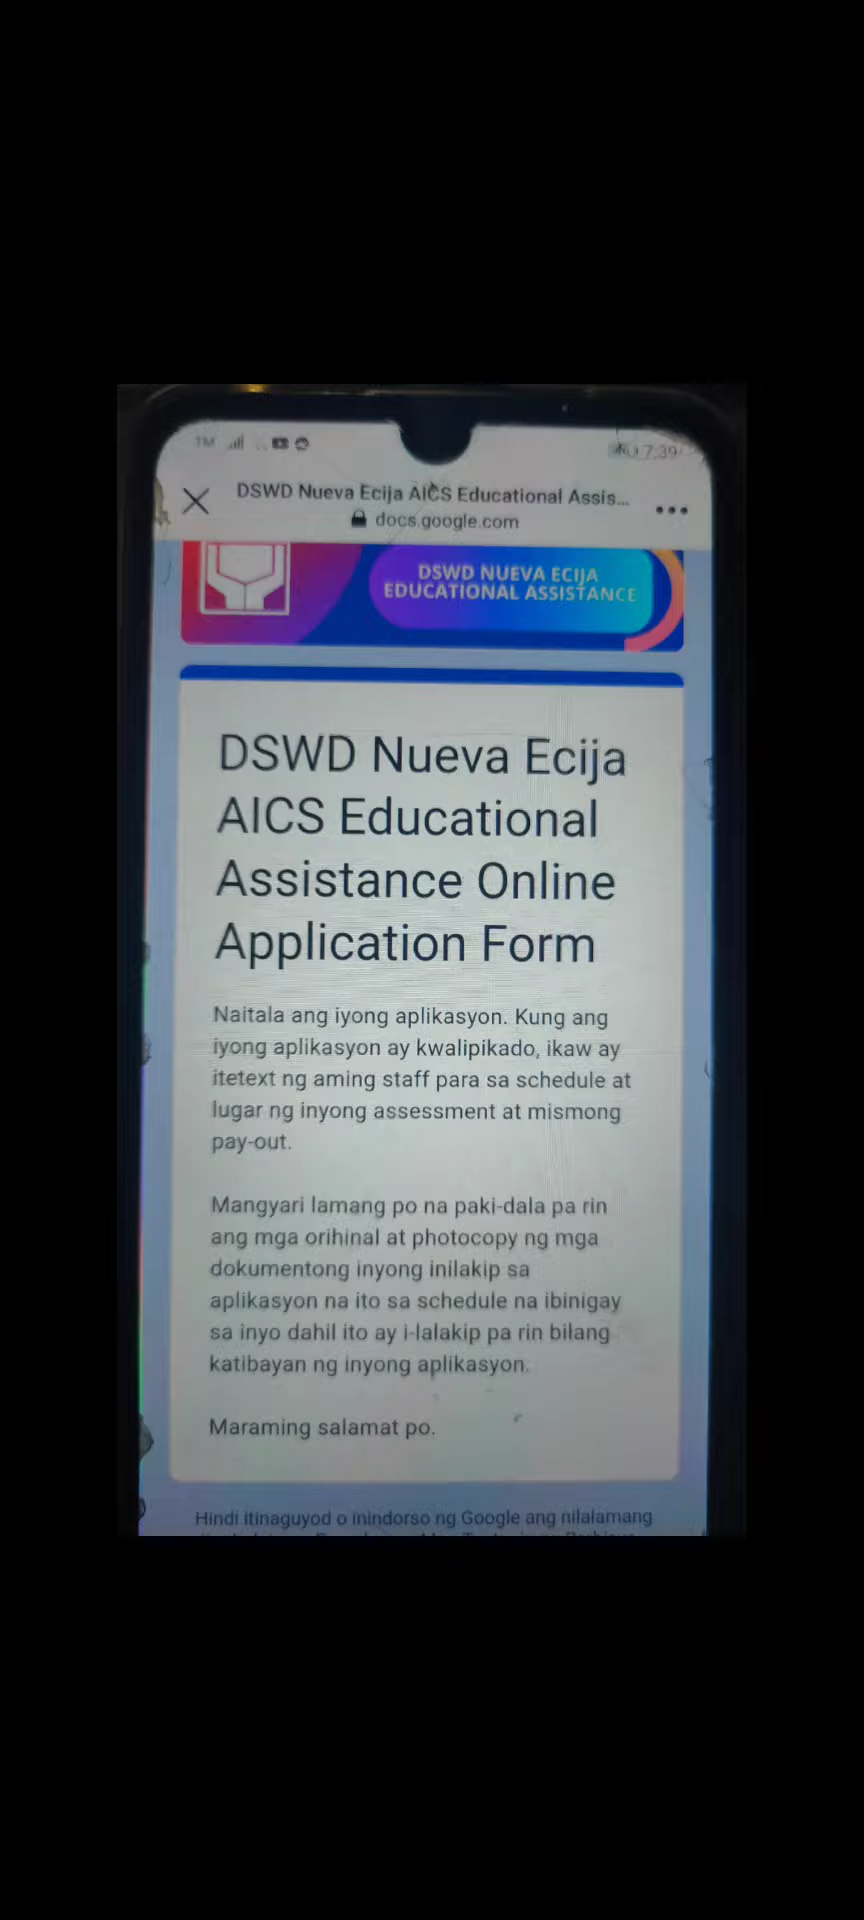 TM
7:39
DSWD Nueva Ecija AICS Educational Assis...
docs.google.com
DSWD NUEVA ECIJA
EDUCATIONAL ASSISTANCE
DSWD Nueva Ecija
AICS Educational
Assistance Online
Application Form
Naitala ang iyong aplikasyon. Kung ang
iyong aplikasyon ay kwalipikado, ikaw ay
itetext ng aming staff para sa schedule at
lugar ng inyong assessment at mismong
pay-out.
Mangyari lamang po na paki-dala pa rin
ang mga orihinal at photocopy ng mga
dokumentong inyong inilakip sa
aplikasyon na ito sa schedule na ibinigay
sa inyo dahil ito ay i-lalakip pa rin bilang
katibayan ng inyong aplikasyon.
Maraming salamat po.
Hindi itinaguyod o inindorso ng Google ang nilalamang